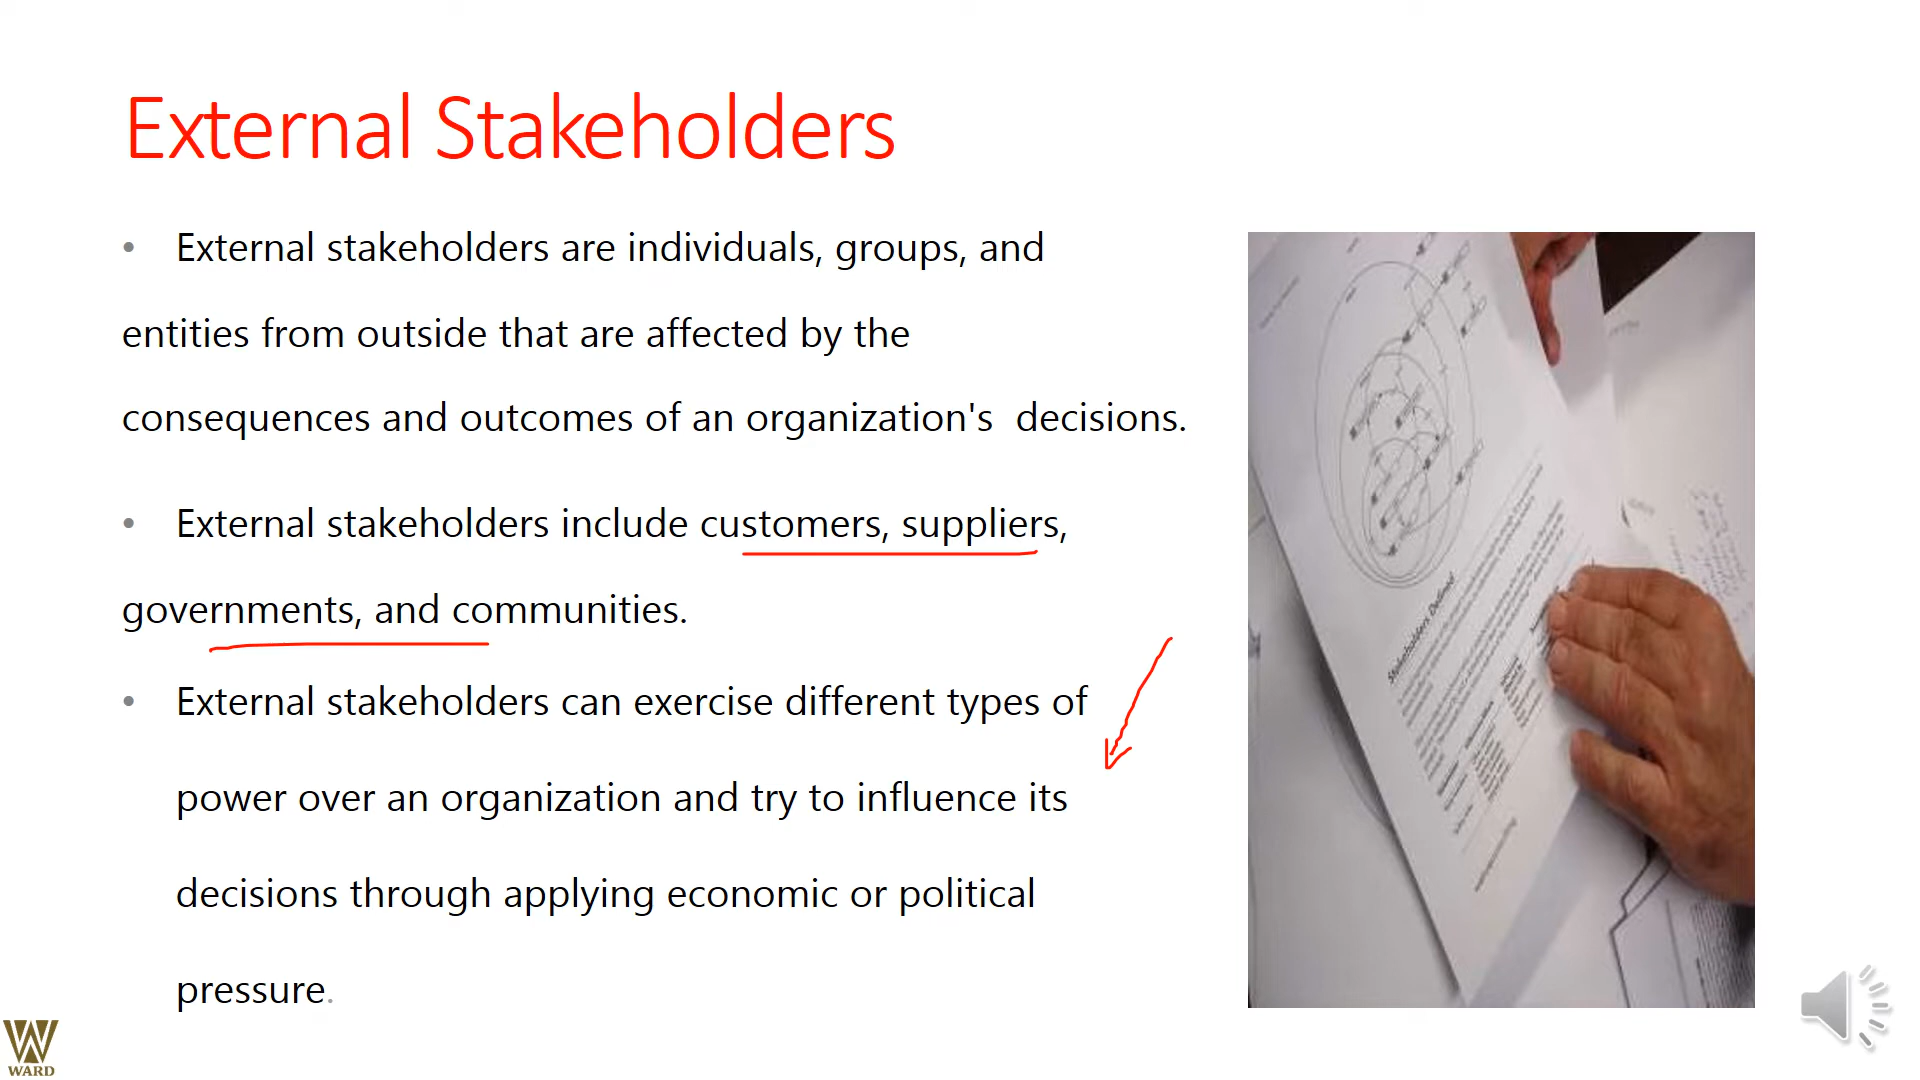 External Stakeholders
• External stakeholders are individuals, groups, and
entities from outside that are affected by the
consequences and outcomes of an organization's  decisions.
• External stakeholders include customers, suppliers,
governments, and communities.
• External stakeholders can exercise different types of
power over an organization and try to influence its
decisions through applying economic or political
pressure.
Stakeholders Defined
WARD